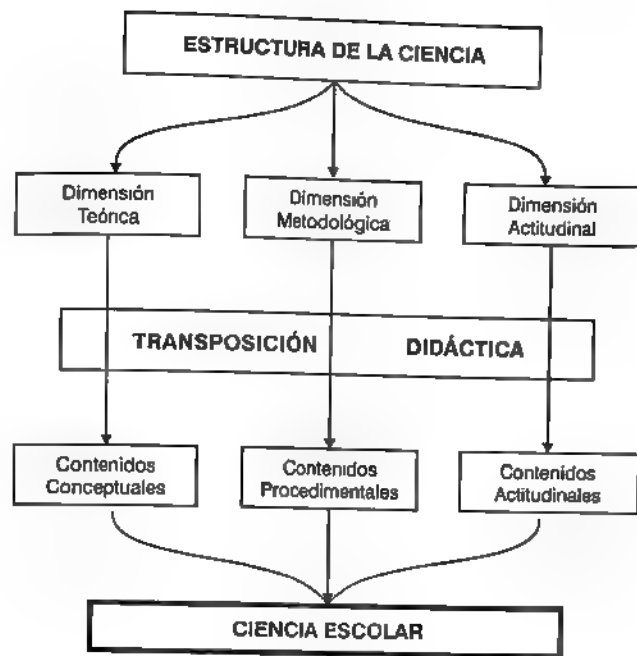 ESTRUCTURA DE LA CIENCIA
Dimensión
Teórica
Dimensión
Metodológica
Dimensión
Actitudinal
TRANSPOSICIÓN DIDÁCTICA
Contenidos
Conceptuales
Contenidos
Procedimentales
Contenidos
Actitudinales
CIENCIA ESCOLAR